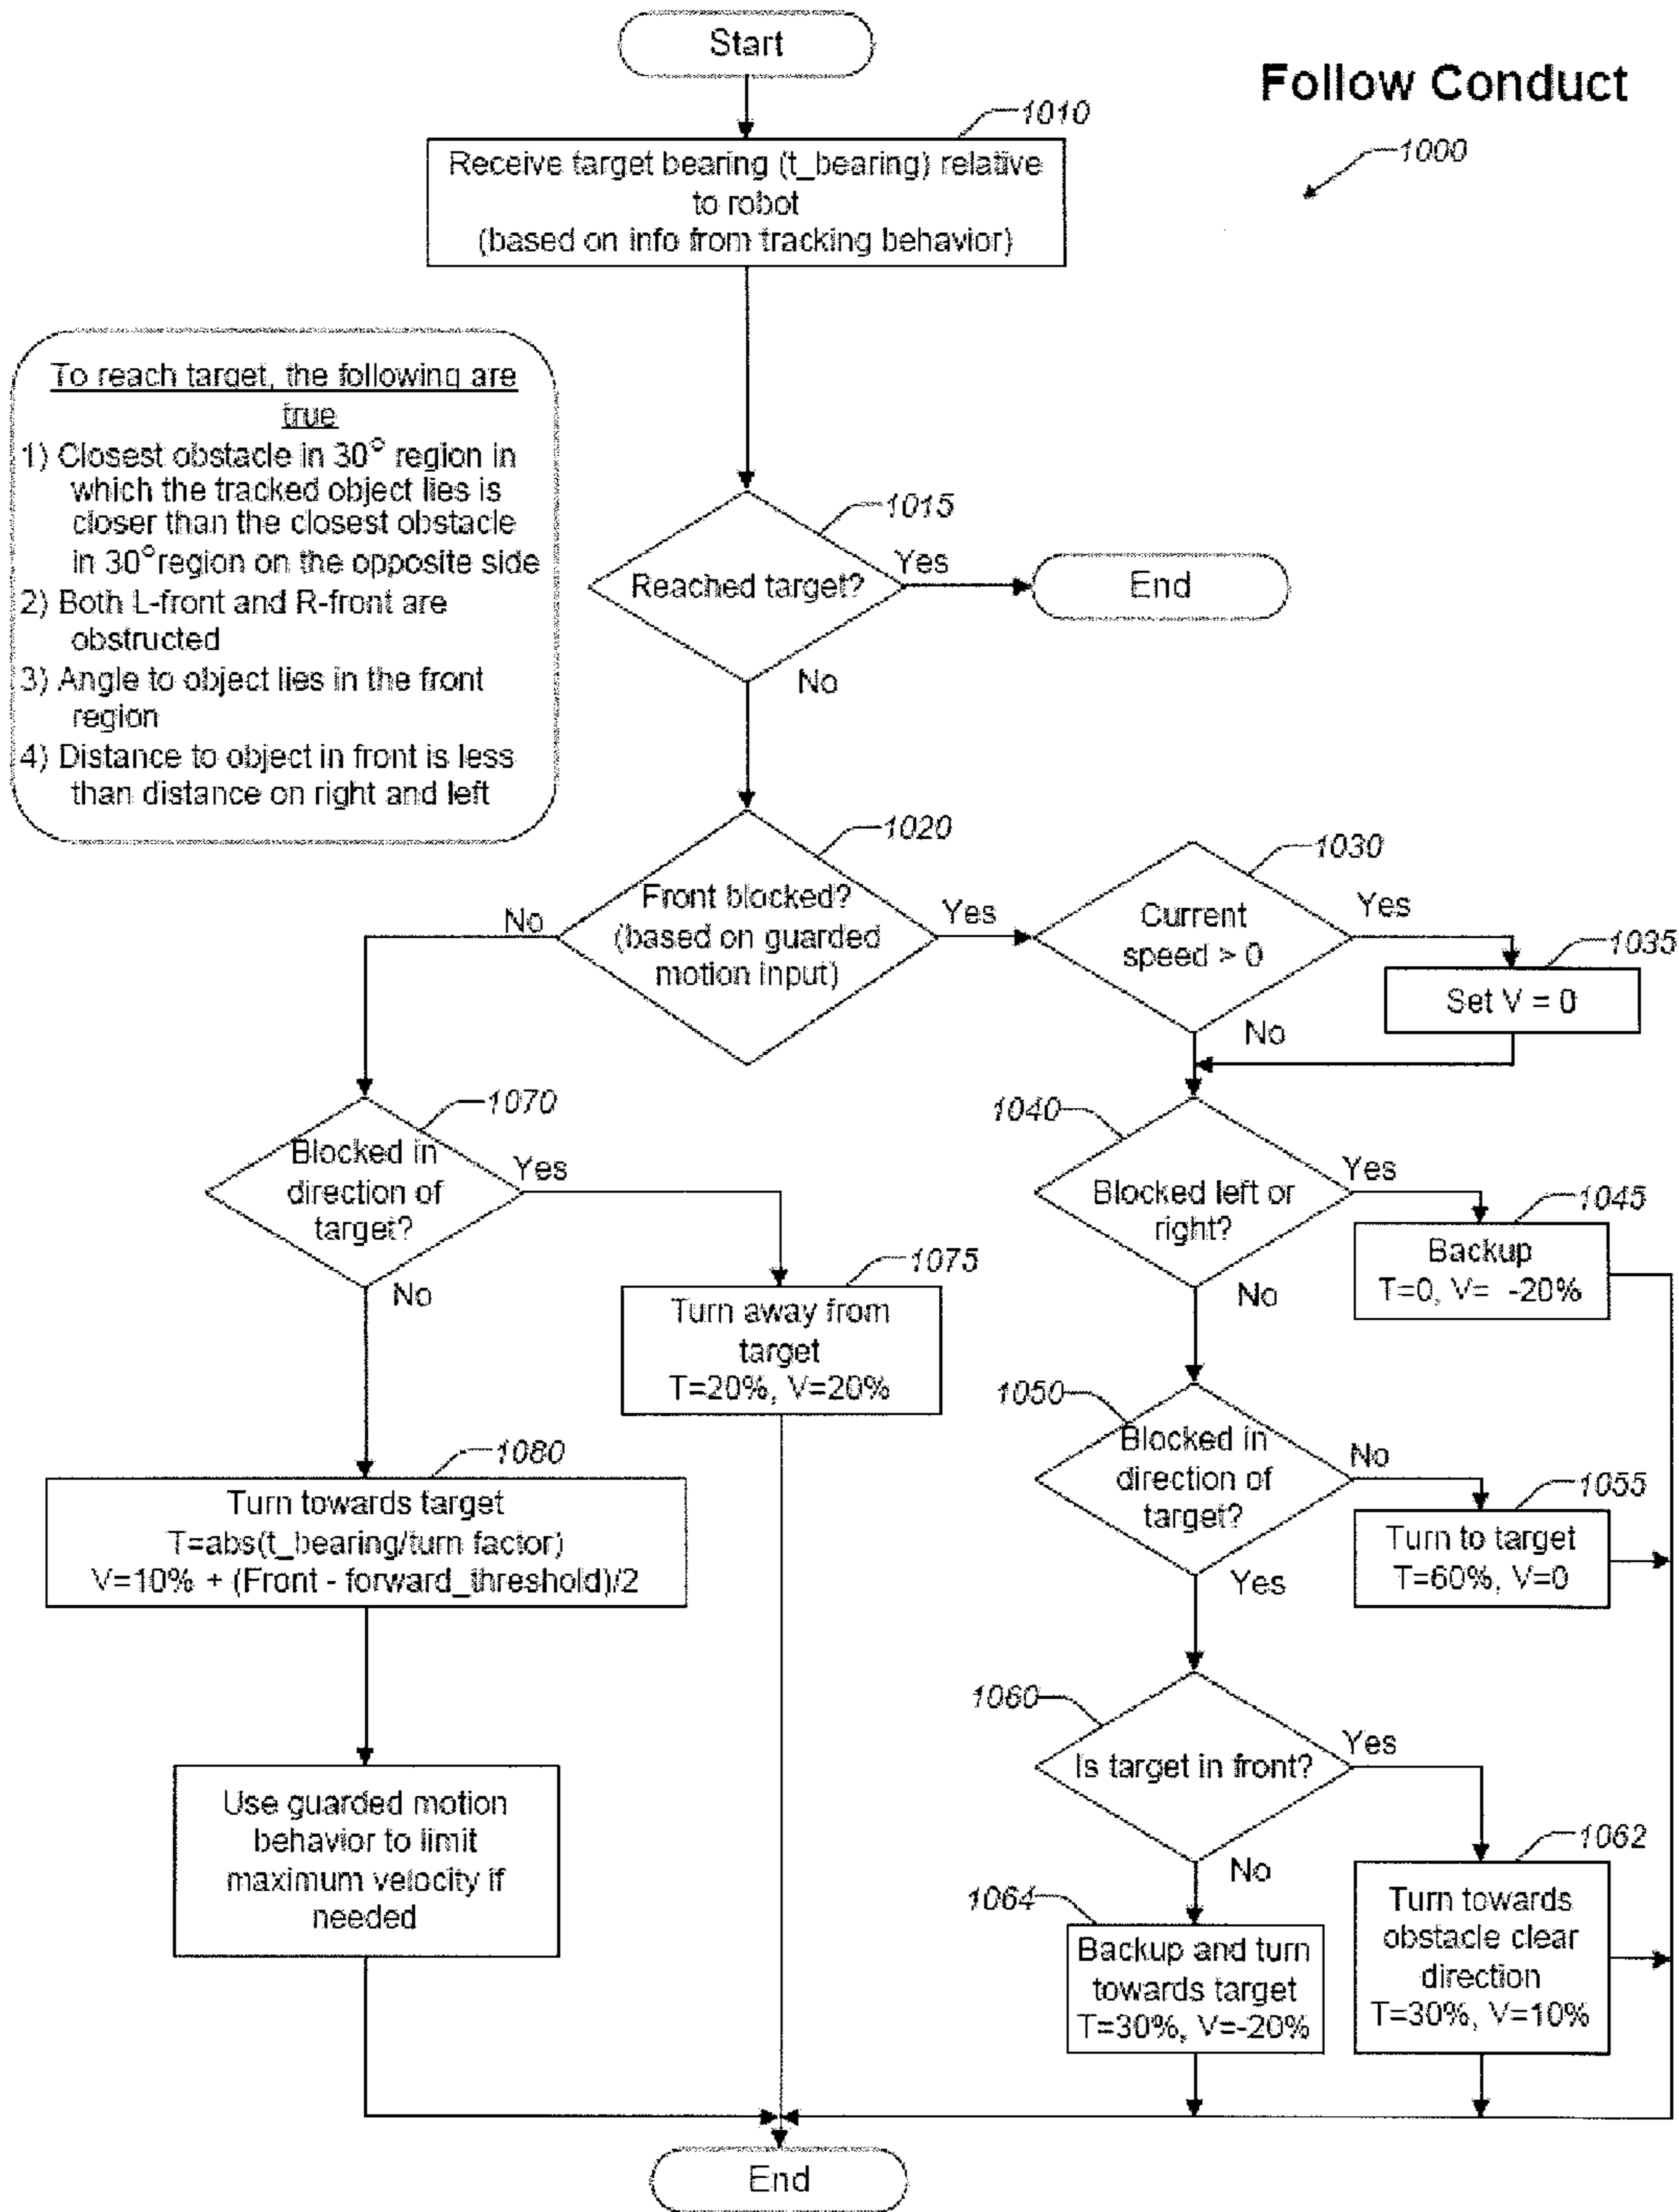 Start
Follow Conduct
1000
1010
Receive target bearing (t_bearing) relative
to robot
(based on info from tracking behavior)
To reach target, the following are
true
1) Closest obstacle in 30° region in
which the tracked object lies is
closer than the closest obstacle
in 30° region on the opposite side
2) Both L-front and R-front are
obstructed
3) Angle to object lies in the front
region
4) Distance to object in front is less
than distance on right and left
1015
Reached target?
Yes
End
No
1020
Front blocked?
(based on guarded
motion input)
No
Yes
1030
Current
speed > 0
Yes
1035
Set V = 0
No
1070
Blocked in
direction of
target?
Yes
No
1075
Turn away from
target
T=20%, V=20%
1080
Turn towards target
T=abs(t_bearing/turn factor)
V=10% + (Front - forward_threshold)/2
Use guarded motion
behavior to limit
maximum velocity if
needed
1040
Blocked left or
right?
Yes
1045
Backup
T=0, V= -20%
No
1050
Blocked in
direction of
target?
No
1055
Turn to target
T=60%, V=0
Yes
1060
Is target in front?
Yes
1062
Turn towards
obstacle clear
direction
T=30%, V=10%
No
1064
Backup and turn
towards target
T=30%, V=-20%
End